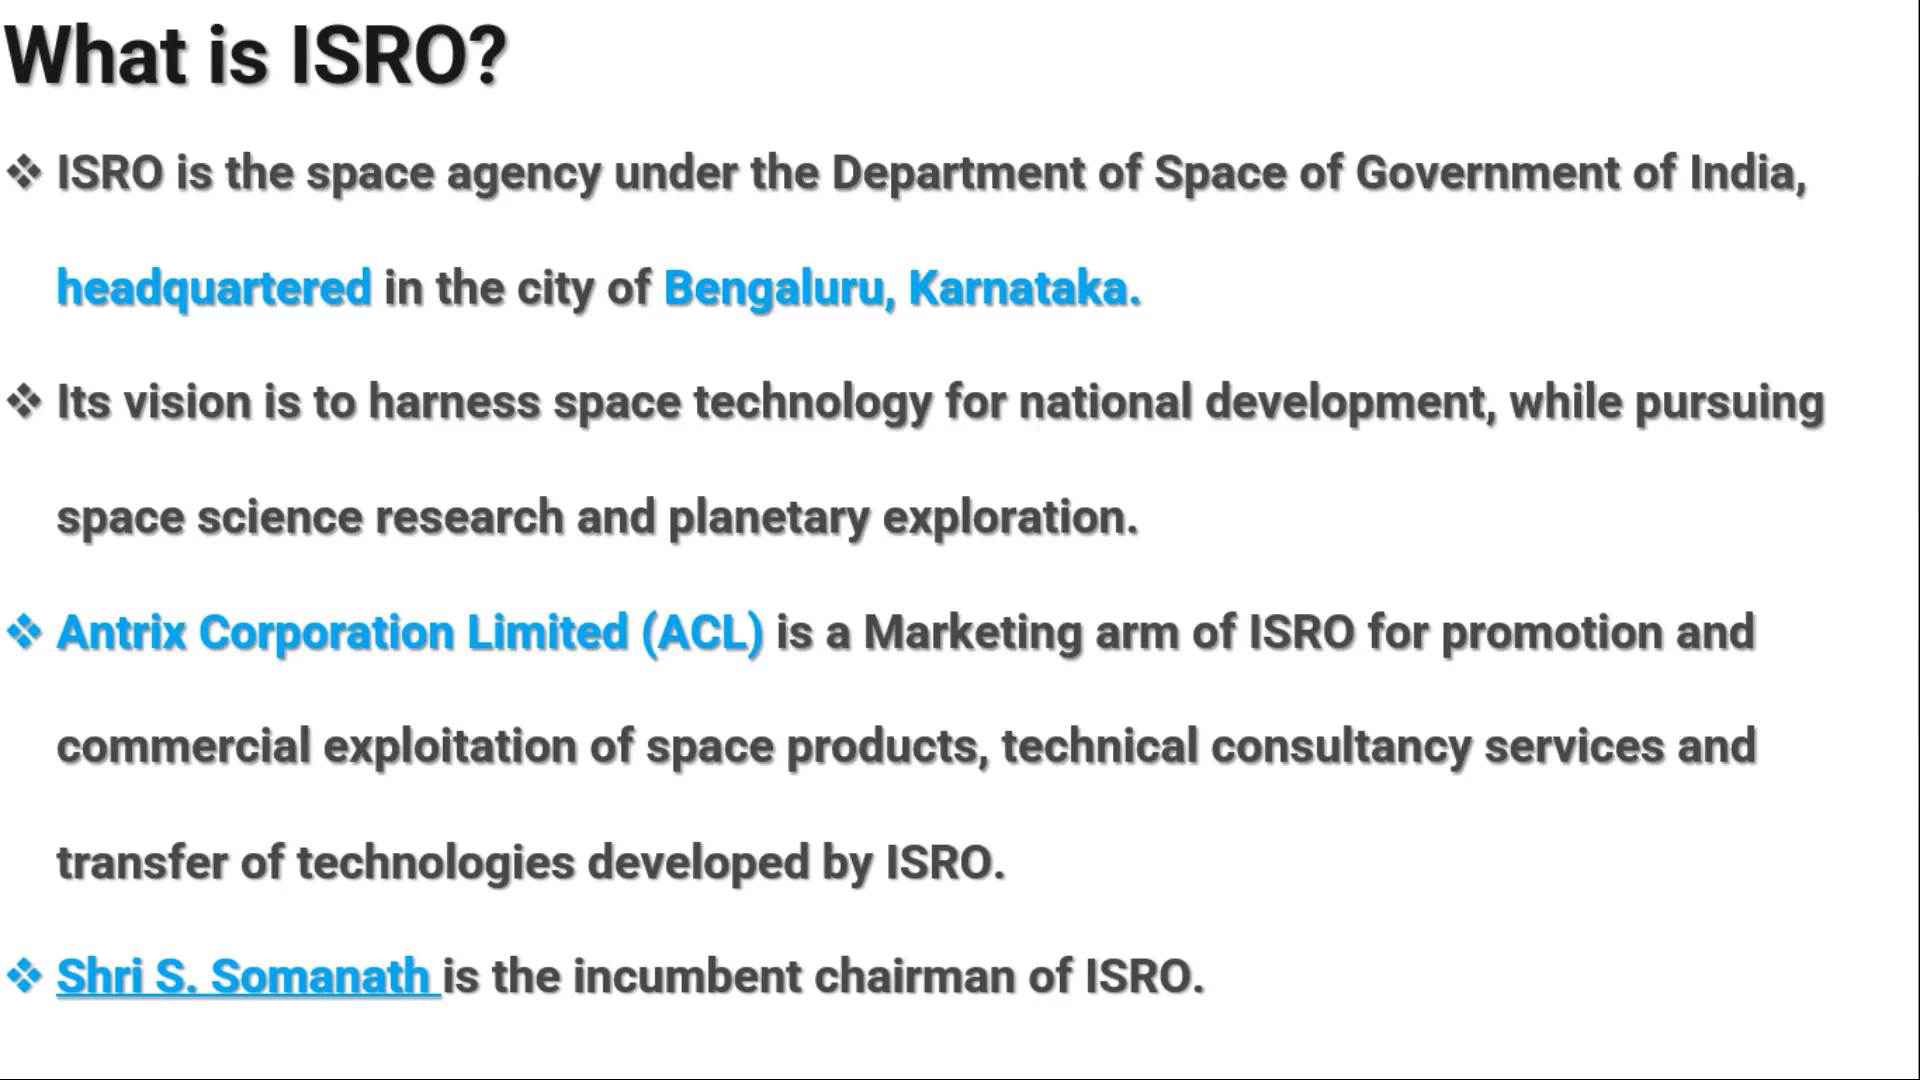 What is ISRO?
❖ ISRO is the space agency under the Department of Space of Government of India,
headquartered in the city of Bengaluru, Karnataka.
❖ Its vision is to harness space technology for national development, while pursuing
space science research and planetary exploration.
❖ Antrix Corporation Limited (ACL) is a Marketing arm of ISRO for promotion and
commercial exploitation of space products, technical consultancy services and
transfer of technologies developed by ISRO.
❖ Shri S. Somanath is the incumbent chairman of ISRO.